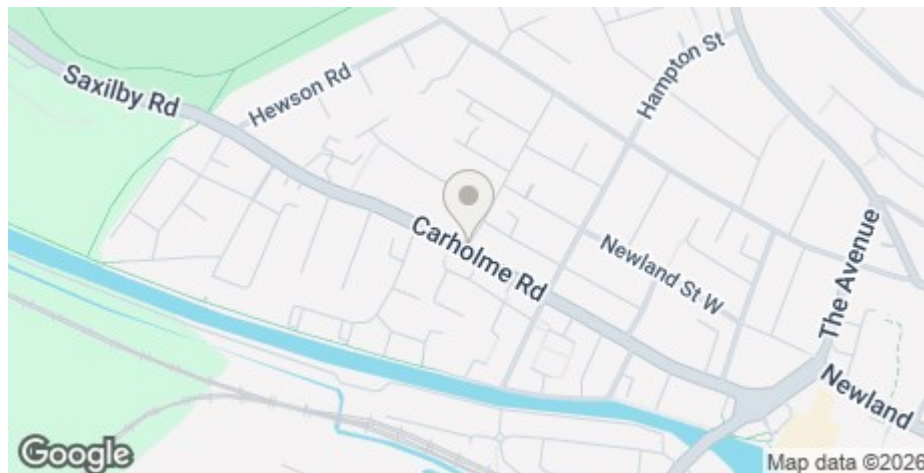 Saxilby Rd
Hewson Rd
Hampton St
Carholme Rd
Newland St W
The Avenue
Newland
Google
Map data ©2026